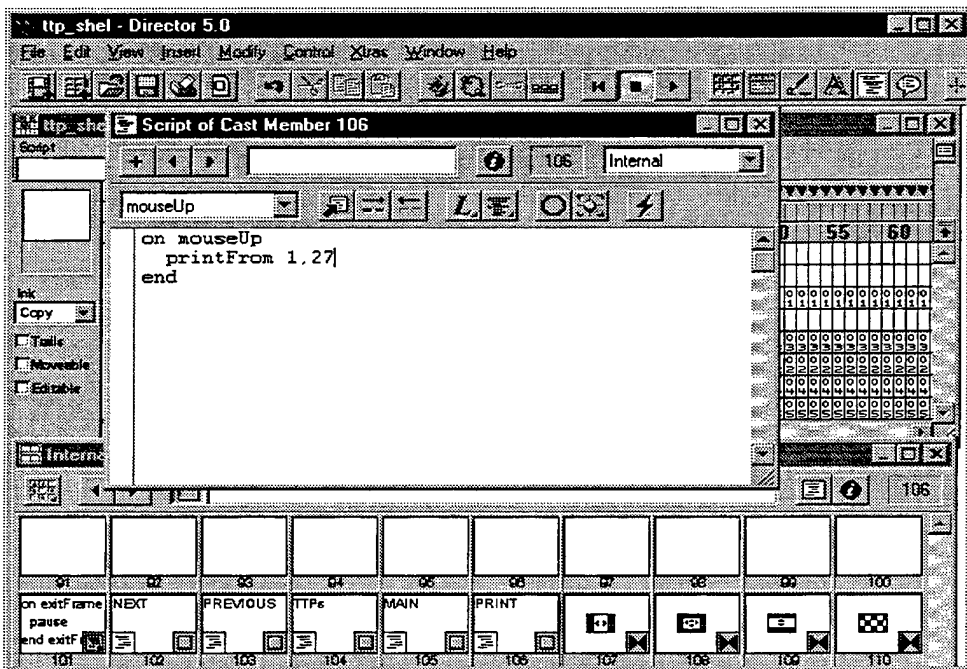 ttp_shel - Director 5.0
File Edit View Insert Modify Control Xtras Window Help
ttp_she
Script of Cast Member 106
Script
106 Internal
mouseUp
55 60
on mouseUp
printFrom 1,27
end
Ink
Copy
Trails
Moveable
Editable
Interna
106
91 92 93 94 95 96 97 98 99 100
on exitFrame
pause
end exitF
NEXT PREVIOUS TTPs MAIN PRINT
101 102 103 104 105 106 107 108 109 110